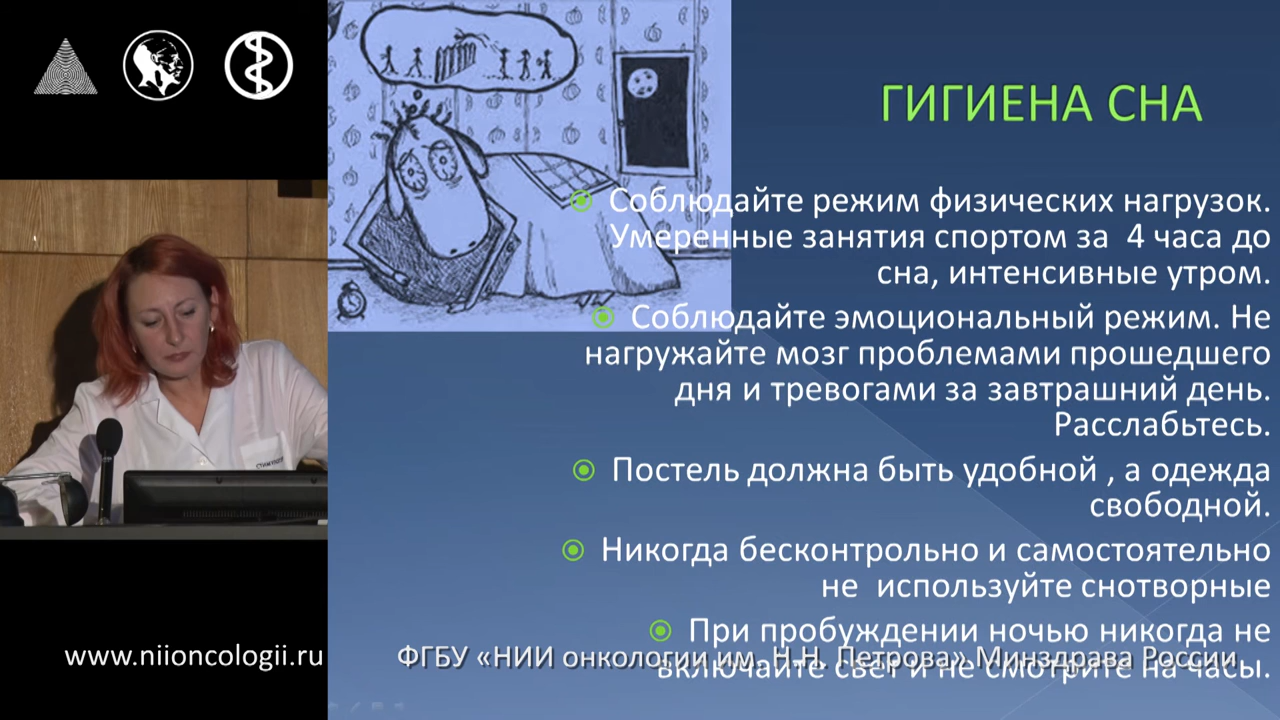 ГИГИЕНА СНА
Соблюдайте режим физических нагрузок.
Умеренные занятия спортом за 4 часа до
сна, интенсивные утром.
Соблюдайте эмоциональный режим. Не
нагружайте мозг проблемами прошедшего
дня и тревогами за завтрашний день.
Расслабьтесь.
Постель должна быть удобной , а одежда
свободной.
Никогда бесконтрольно и самостоятельно
не используйте снотворные
При пробуждении ночью никогда не
включайте свет и не смотрите на часы.
www.niioncologii.ru
ФГБУ «НИИ онкологии им. Н.Н. Петрова» Минздрава России